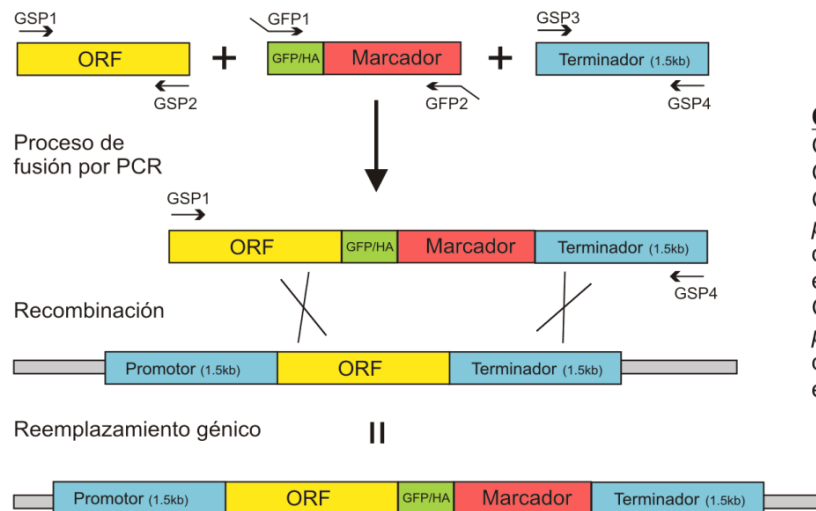 GSP1
GFP1
GSP3
ORF
+
GFP/HA
Marcador
+
Terminador (1.5kb)
GSP2
GFP2
GSP4
Proceso de
fusión por PCR
GSP1
ORF
GFP/HA
Marcador
Terminador (1.5kb)
GSP4
Recombinación
Promotor (1.5kb)
ORF
Terminador (1.5kb)
Reemplazamiento génico
Promotor (1.5kb)
ORF
GFP/HA
Marcador
Terminador (1.5kb)